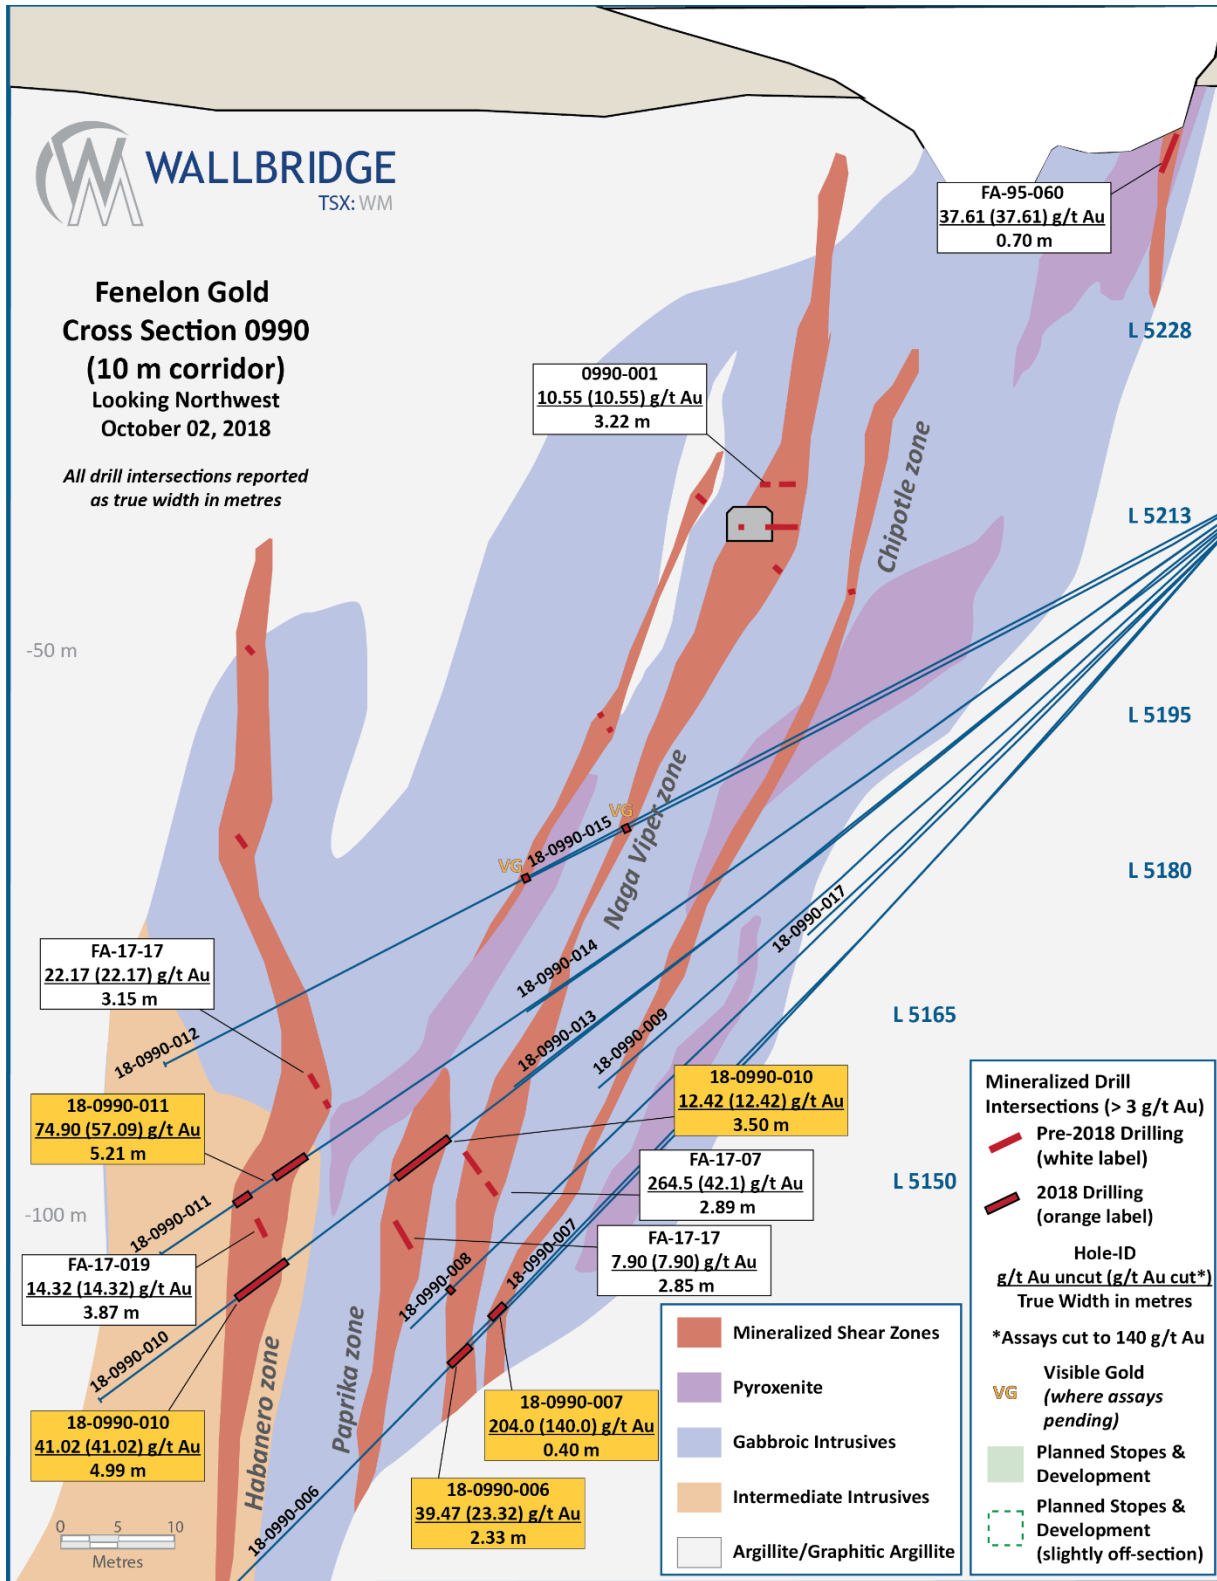 WALLBRIDGE
TSX: WM
Fenelon Gold
Cross Section 0990
(10 m corridor)
Looking Northwest
October 02, 2018
All drill intersections reported
as true width in metres
FA-95-060
37.61 (37.61) g/t Au
0.70 m
L 5228
0990-001
10.55 (10.55) g/t Au
3.22 m
Chipotle zone
L 5213
-50 m
L 5195
Naga Viper zone
VG
18-0990-015
VG
L 5180
18-0990-017
18-0990-014
FA-17-17
22.17 (22.17) g/t Au
3.15 m
18-0990-012
18-0990-013
18-0990-009
L 5165
18-0990-011
74.90 (57.09) g/t Au
5.21 m
18-0990-010
12.42 (12.42) g/t Au
3.50 m
FA-17-07
264.5 (42.1) g/t Au
2.89 m
L 5150
-100 m
18-0990-011
FA-17-019
14.32 (14.32) g/t Au
3.87 m
FA-17-17
7.90 (7.90) g/t Au
2.85 m
18-0990-007
18-0990-008
18-0990-010
Habanero zone
Paprika zone
18-0990-010
41.02 (41.02) g/t Au
4.99 m
18-0990-007
204.0 (140.0) g/t Au
0.40 m
18-0990-006
39.47 (23.32) g/t Au
2.33 m
18-0990-006
0 5 10
Metres
Mineralized Shear Zones
Pyroxenite
Gabbroic Intrusives
Intermediate Intrusives
Argillite/Graphitic Argillite
Mineralized Drill
Intersections (> 3 g/t Au)
Pre-2018 Drilling
(white label)
2018 Drilling
(orange label)
Hole-ID
g/t Au uncut (g/t Au cut*)
True Width in metres
*Assays cut to 140 g/t Au
VG
Visible Gold
(where assays
pending)
Planned Stopes &
Development
Planned Stopes &
Development
(slightly off-section)